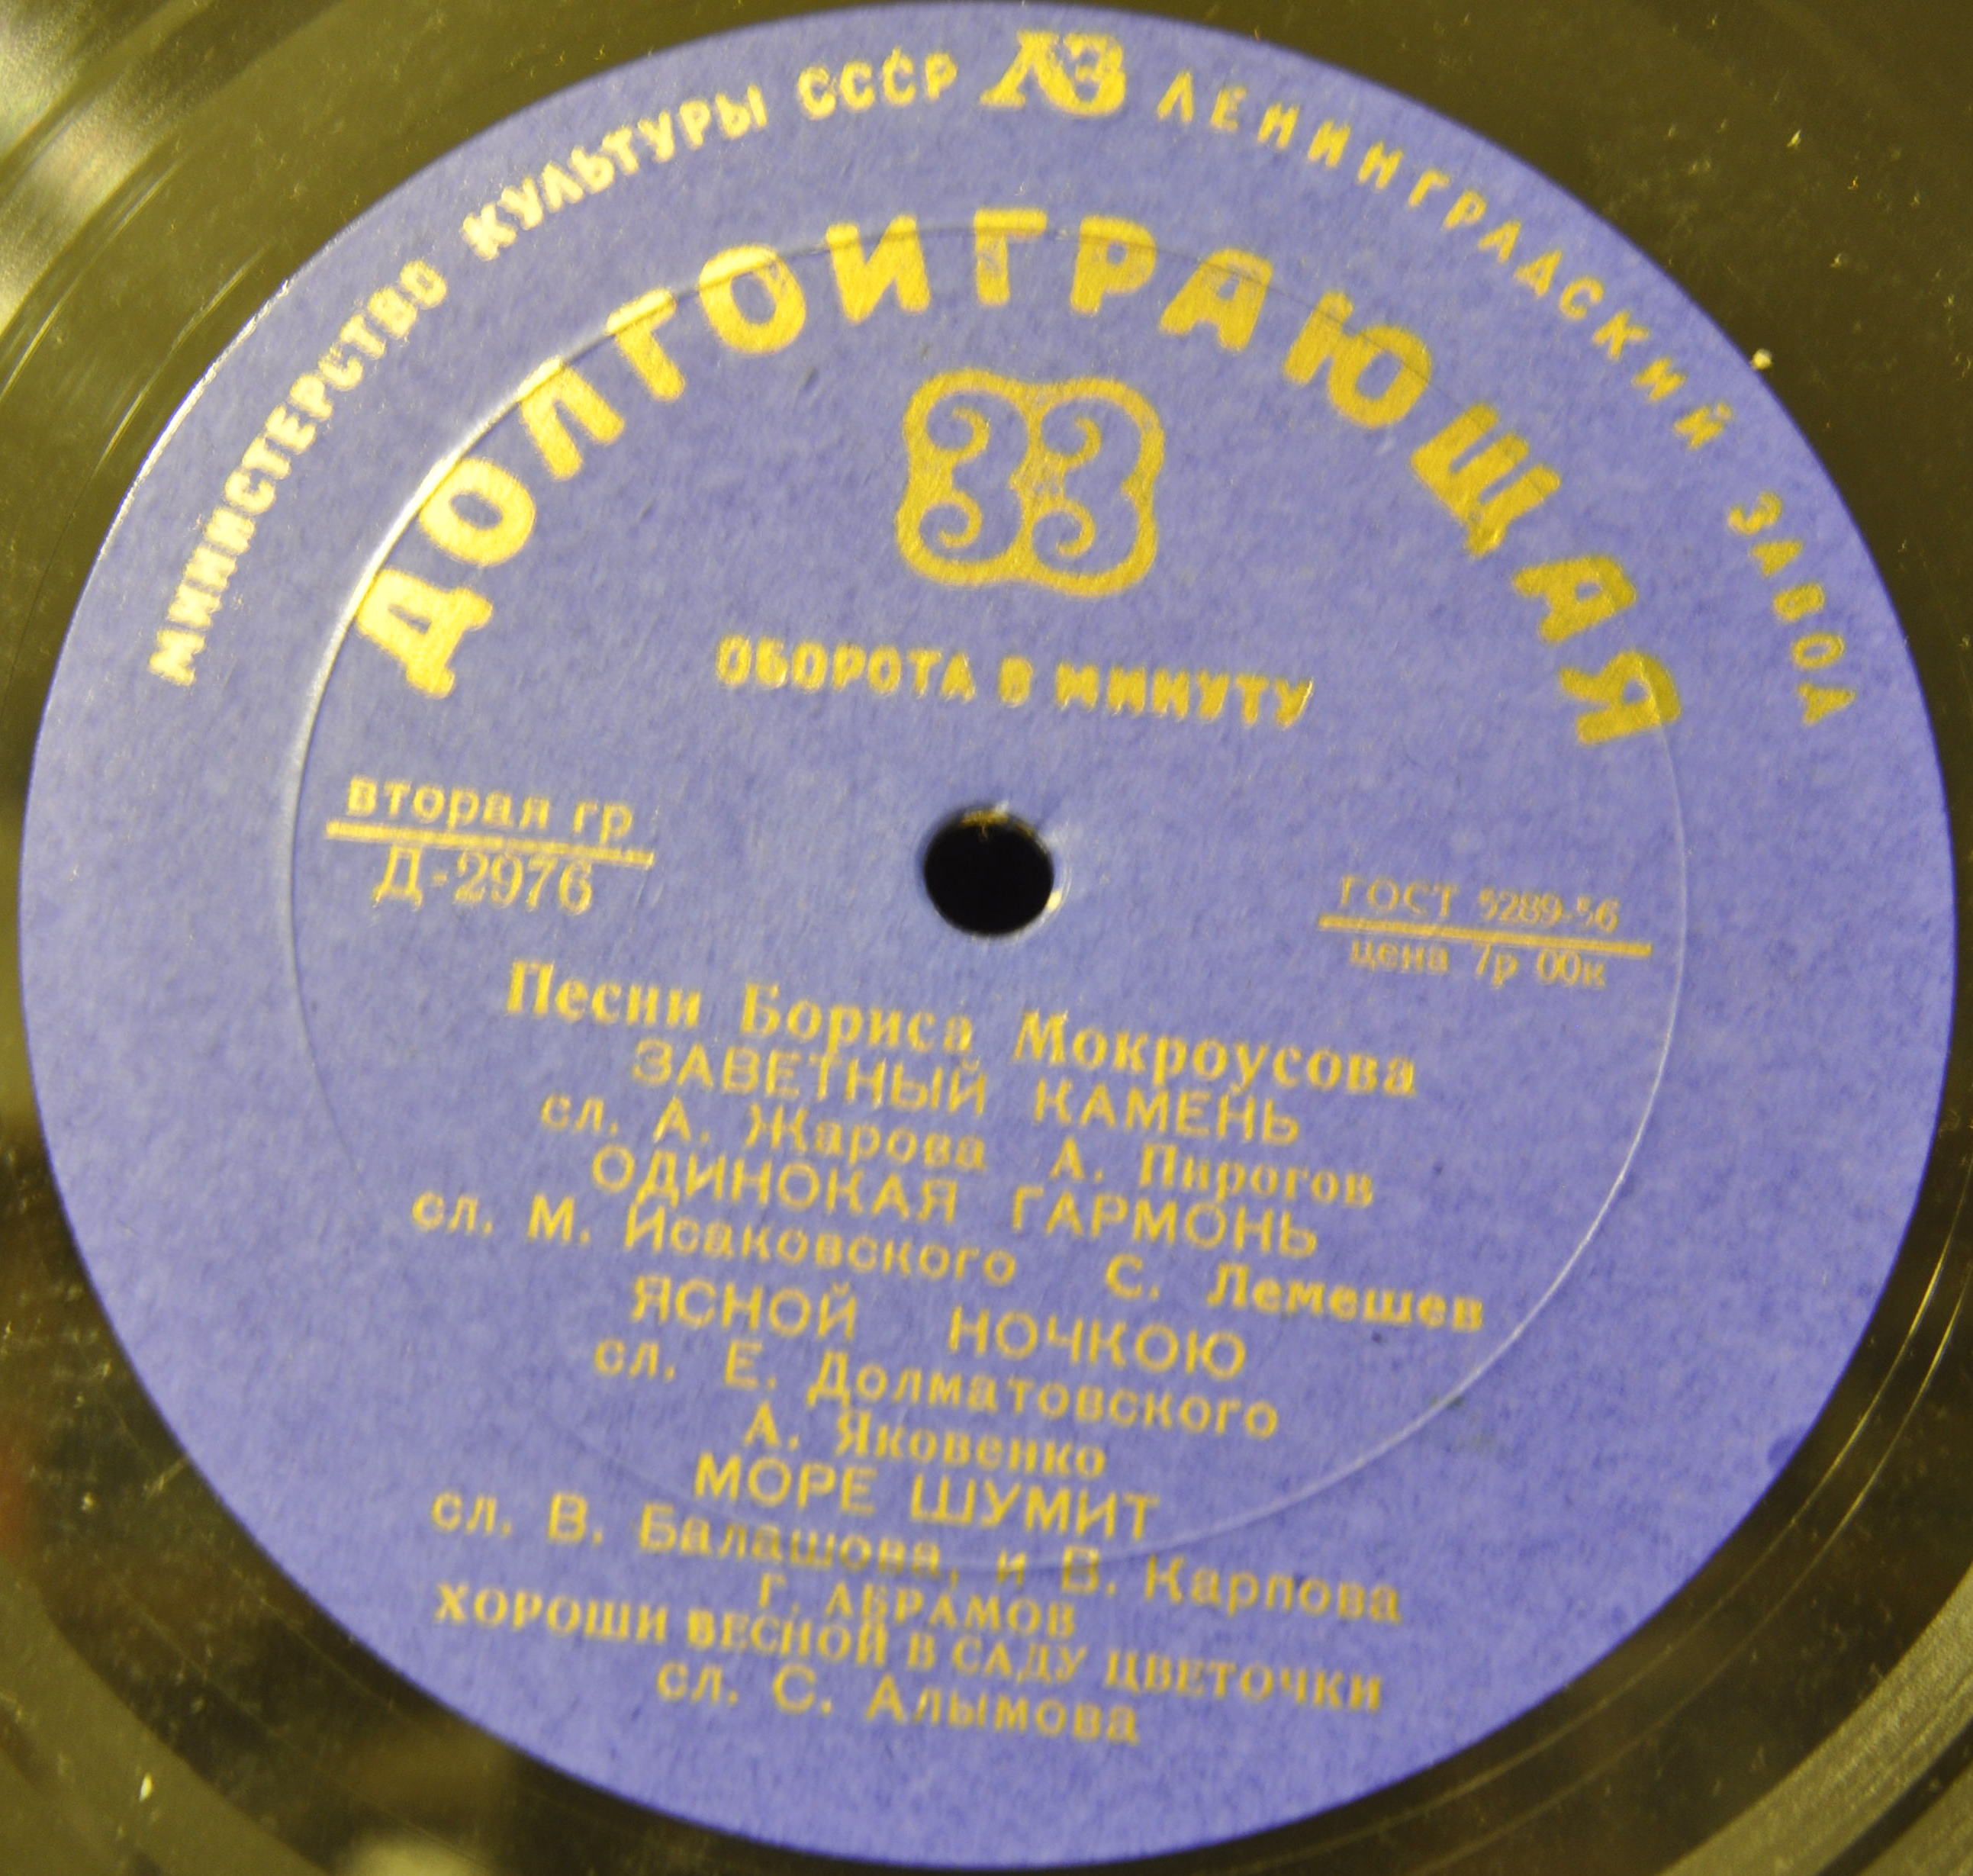 МИНИСТЕРСТВО КУЛЬТУРЫ СССР ЛЗ ЛЕНИНГРАДСКИЙ ЗАВОД
ДОЛГОИГРАЮЩАЯ
33
ОБОРОТА В МИНУТУ
вторая гр
Д-2976
ГОСТ 5289-56
цена 7р 00к
Песни Бориса Мокроусова
ЗАВЕТНЫЙ КАМЕНЬ
сл. А. Жарова А. Пирогов
ОДИНОКАЯ ГАРМОНЬ
сл. М. Исаковского С. Лемешев
ЯСНОЙ НОЧКОЮ
сл. Е. Долматовского
А. Яковенко
МОРЕ ШУМИТ
сл. В. Балашова, и В. Карпова
Г. АБРАМОВ
ХОРОШИ ВЕСНОЙ В САДУ ЦВЕТОЧКИ
сл. С. Алымова